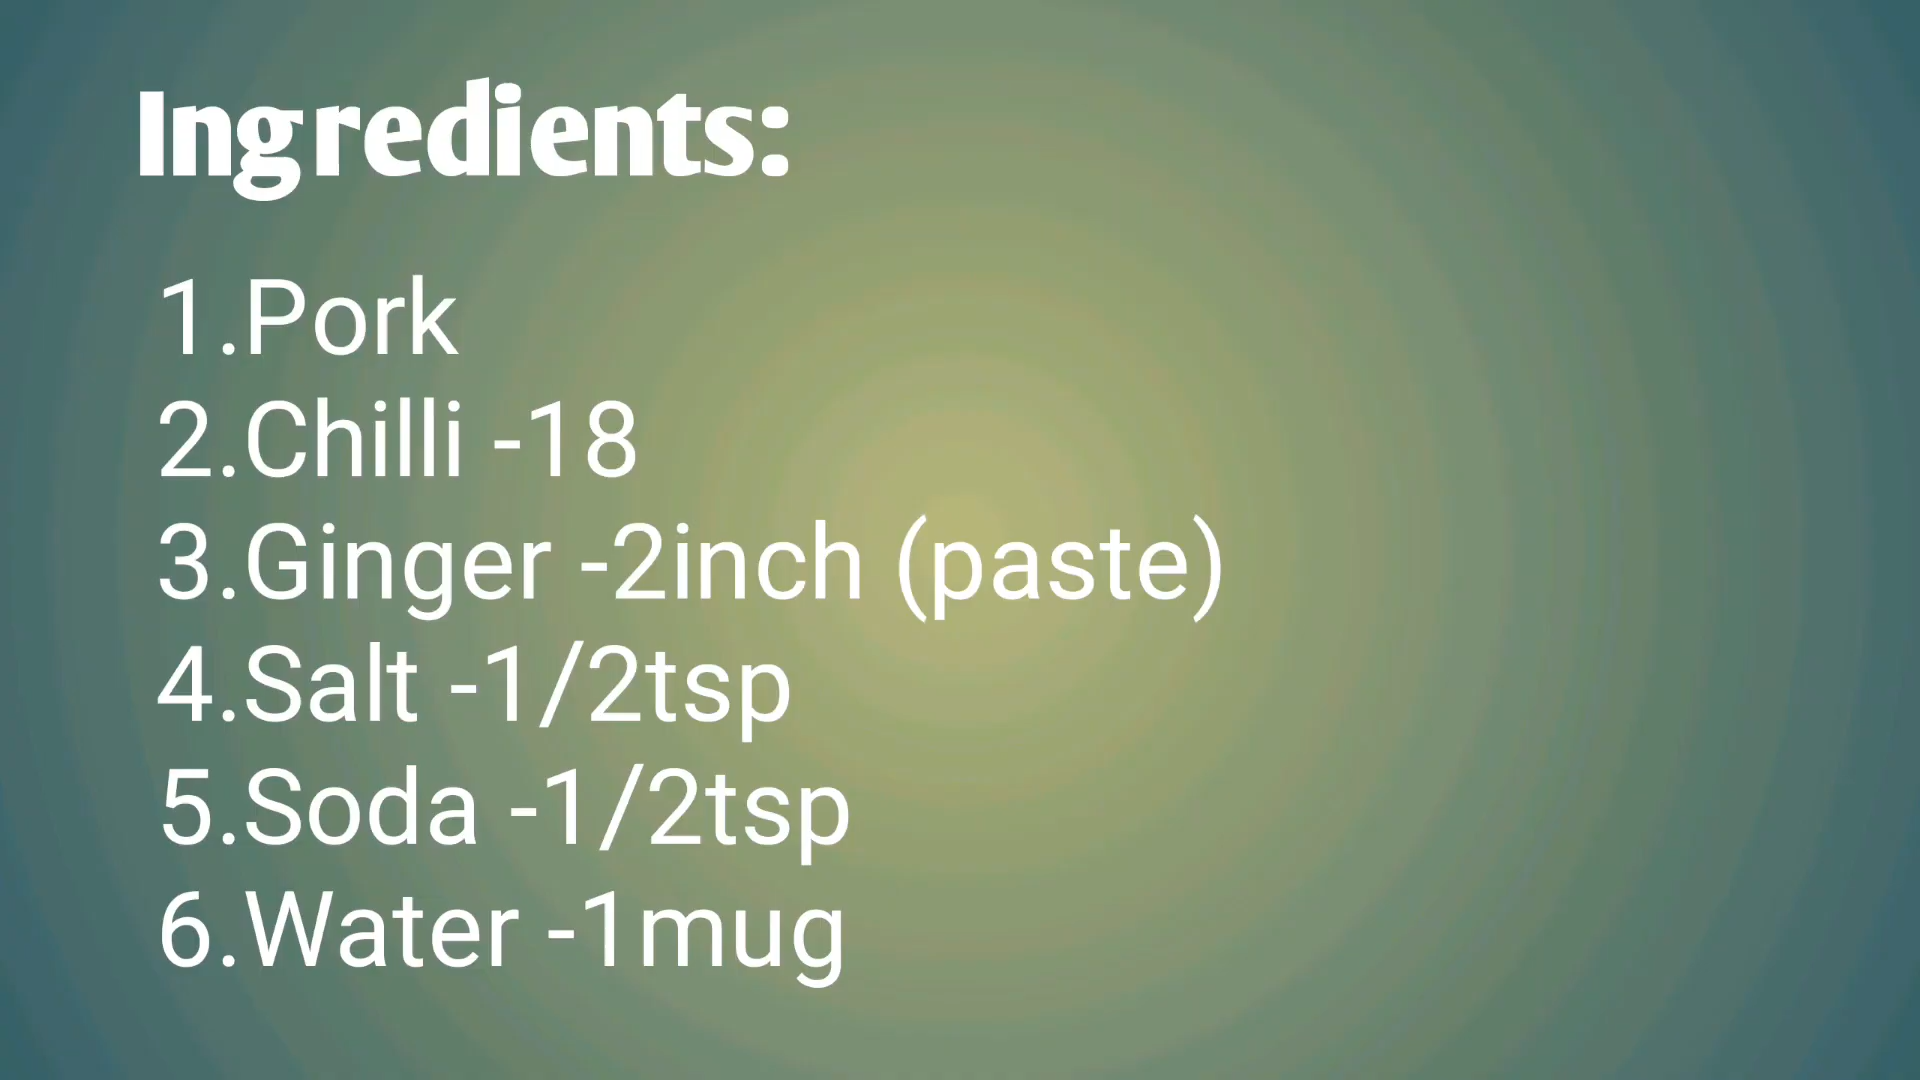 Ingredients:
1.Pork
2.Chilli -18
3.Ginger -2inch (paste)
4.Salt -1/2tsp
5.Soda -1/2tsp
6.Water -1mug